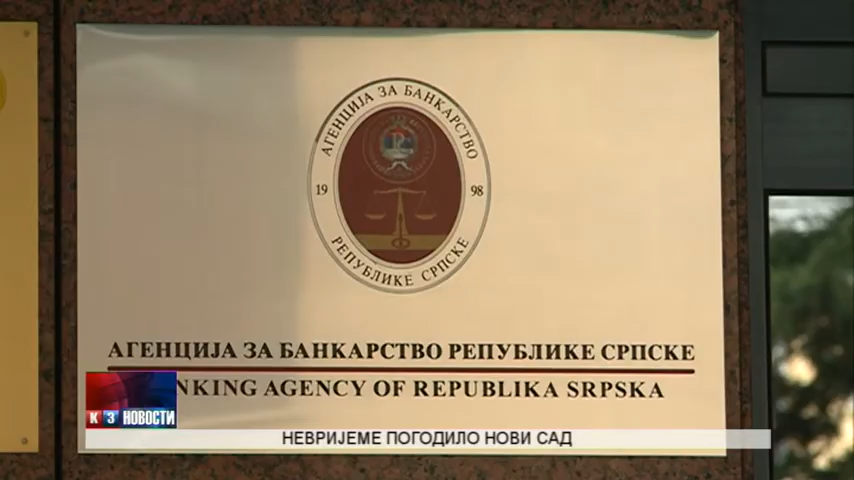 АГЕНЦИЈА ЗА БАНКАРСТВО
19 98
РЕПУБЛИКЕ СРПСКЕ
АГЕНЦИЈА ЗА БАНКАРСТВО РЕПУБЛИКЕ СРПСКЕ
NKING AGENCY OF REPUBLIKA SRPSKA
К З НОВОСТИ
НЕВРИЈЕМЕ ПОГОДИЛО НОВИ САД